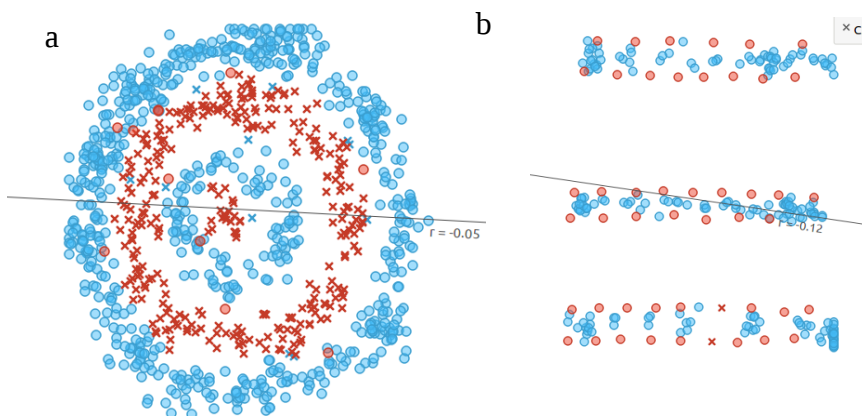 a
b
× c
r = -0.05
r = -0.12